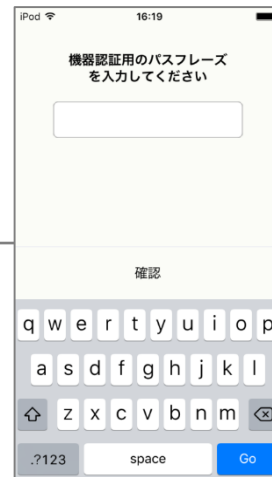 iPod 16:19
機器認証用のパスフレーズ
を入力してください
確認
q w e r t y u i o p
a s d f g h j k l
z x c v b n m
.?123 space Go